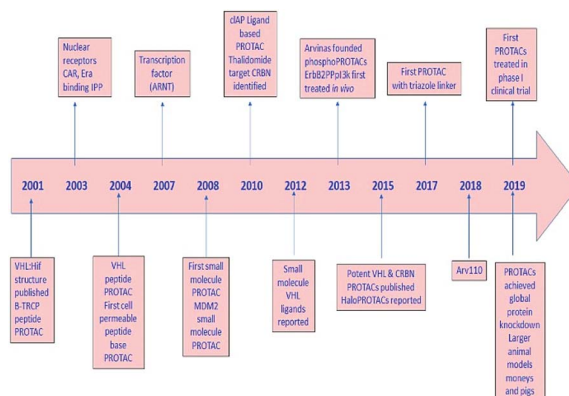 Nuclear
receptors
CAR, Era
binding IPP
Transcription
factor
(ARNT)
cIAP Ligand
based
PROTAC
Thalidomide
target CRBN
identified
Arvinas founded
phosphoPROTACs
ErbB2PPpI3k first
treated in vivo
First PROTAC
with triazole linker
First
PROTACs
treated in
phase I
clinical trial
2001
2003
2004
2007
2008
2010
2012
2013
2015
2017
2018
2019
VHL:Hif
structure
published
B-TRCP
peptide
PROTAC
VHL
peptide
PROTAC
First cell
permeable
peptide
base PROTAC
First small
molecule
PROTAC
MDM2
small
molecule
PROTAC
Small
molecule
VHL
ligands
reported
Potent VHL & CRBN
PROTACs published
HaloPROTACs reported
Arv110
PROTACs
achieved
global
protein
knockdown
Larger
animal
models
moneys
and pigs